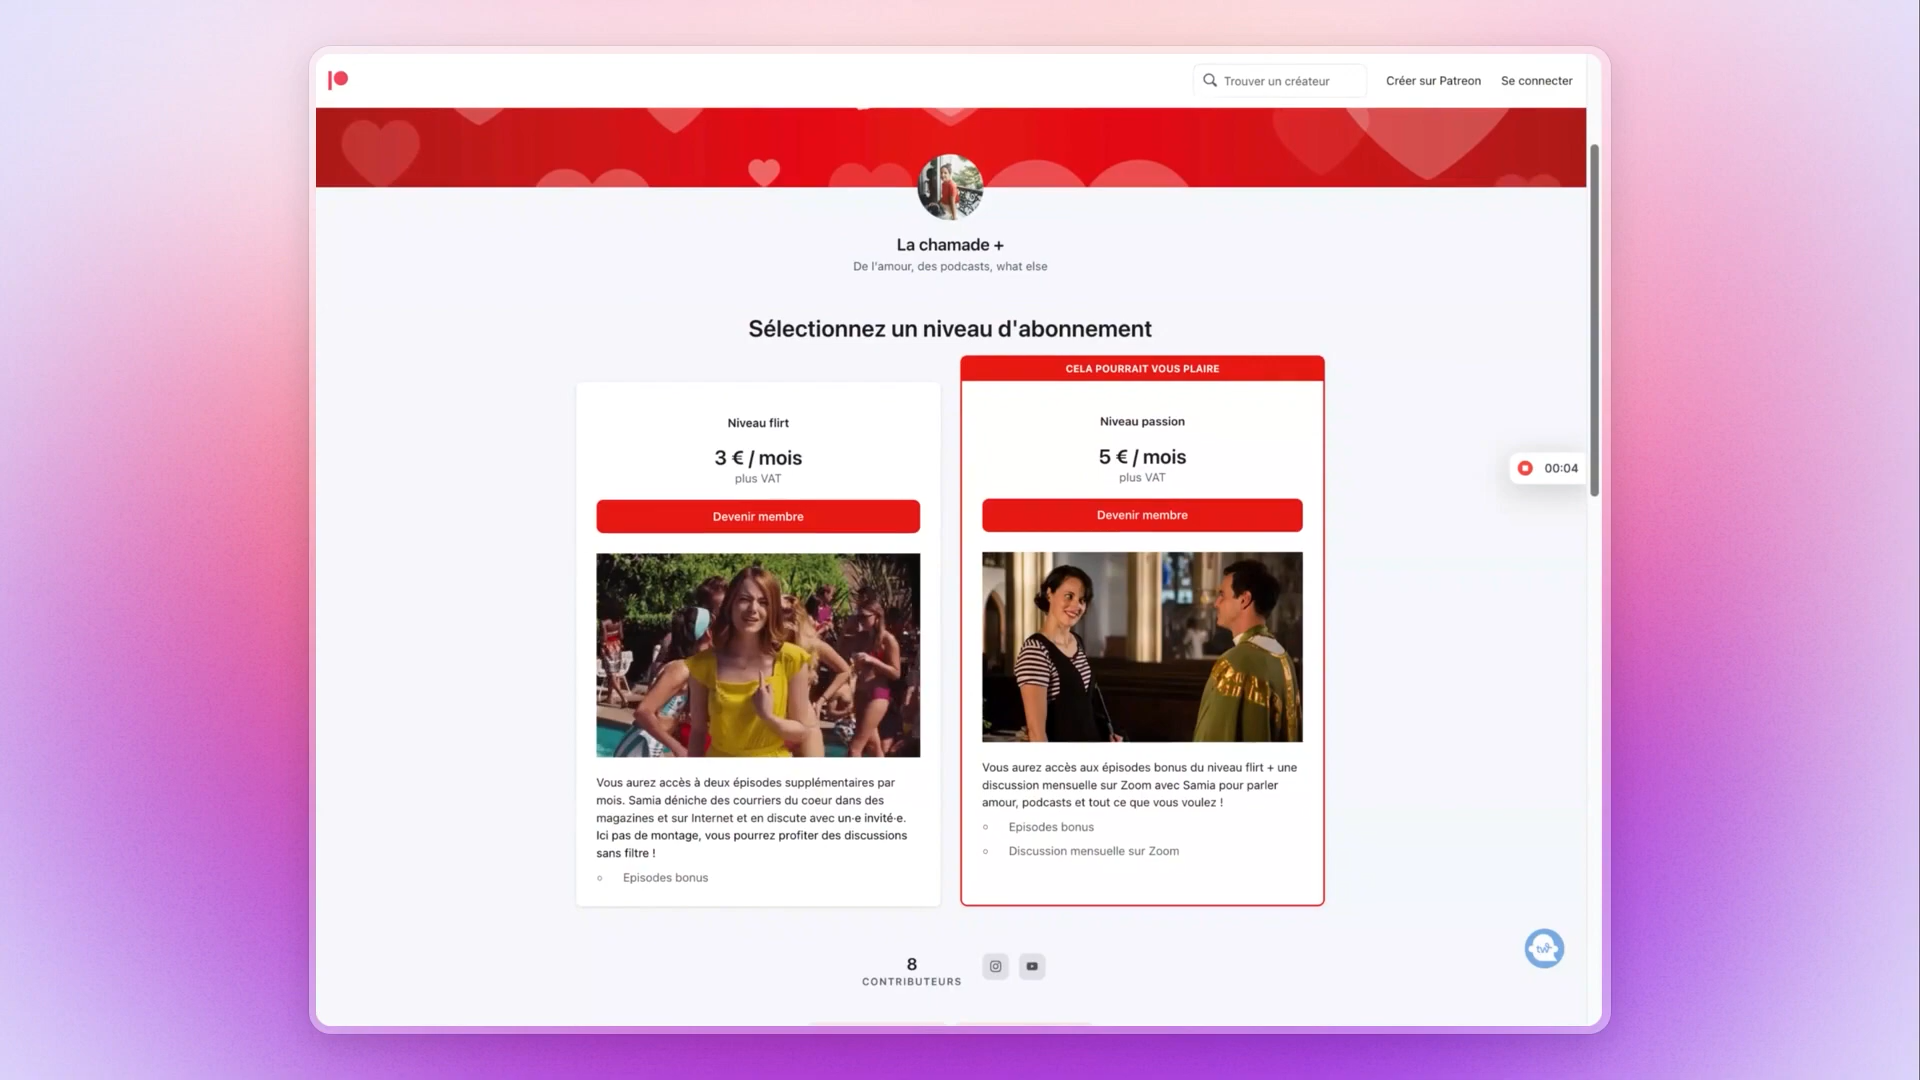 Trouver un créateur
Créer sur Patreon
Se connecter
La chamade +
De l'amour, des podcasts, what else
Sélectionnez un niveau d'abonnement
Niveau flirt
3 € / mois
plus VAT
Devenir membre
Vous aurez accès à deux épisodes supplémentaires par
mois. Samia déniche des courriers du coeur dans des
magazines et sur Internet et en discute avec un·e invité·e.
Ici pas de montage, vous pourrez profiter des discussions
sans filtre !
Episodes bonus
CELA POURRAIT VOUS PLAIRE
Niveau passion
5 € / mois
plus VAT
Devenir membre
Vous aurez accès aux épisodes bonus du niveau flirt + une
discussion mensuelle sur Zoom avec Samia pour parler
amour, podcasts et tout ce que vous voulez !
Episodes bonus
Discussion mensuelle sur Zoom
00:04
8
CONTRIBUTEURS